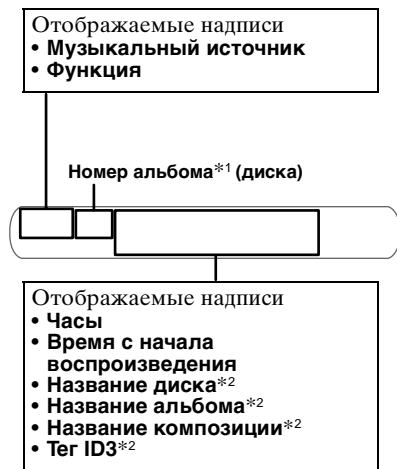 Отображаемые надписи
• Музыкальный источник
• Функция
Номер альбома*1 (диска)
Отображаемые надписи
• Часы
• Время с начала
воспроизведения
• Название диска*2
• Название альбома*2
• Название композиции*2
• Тег ID3*2